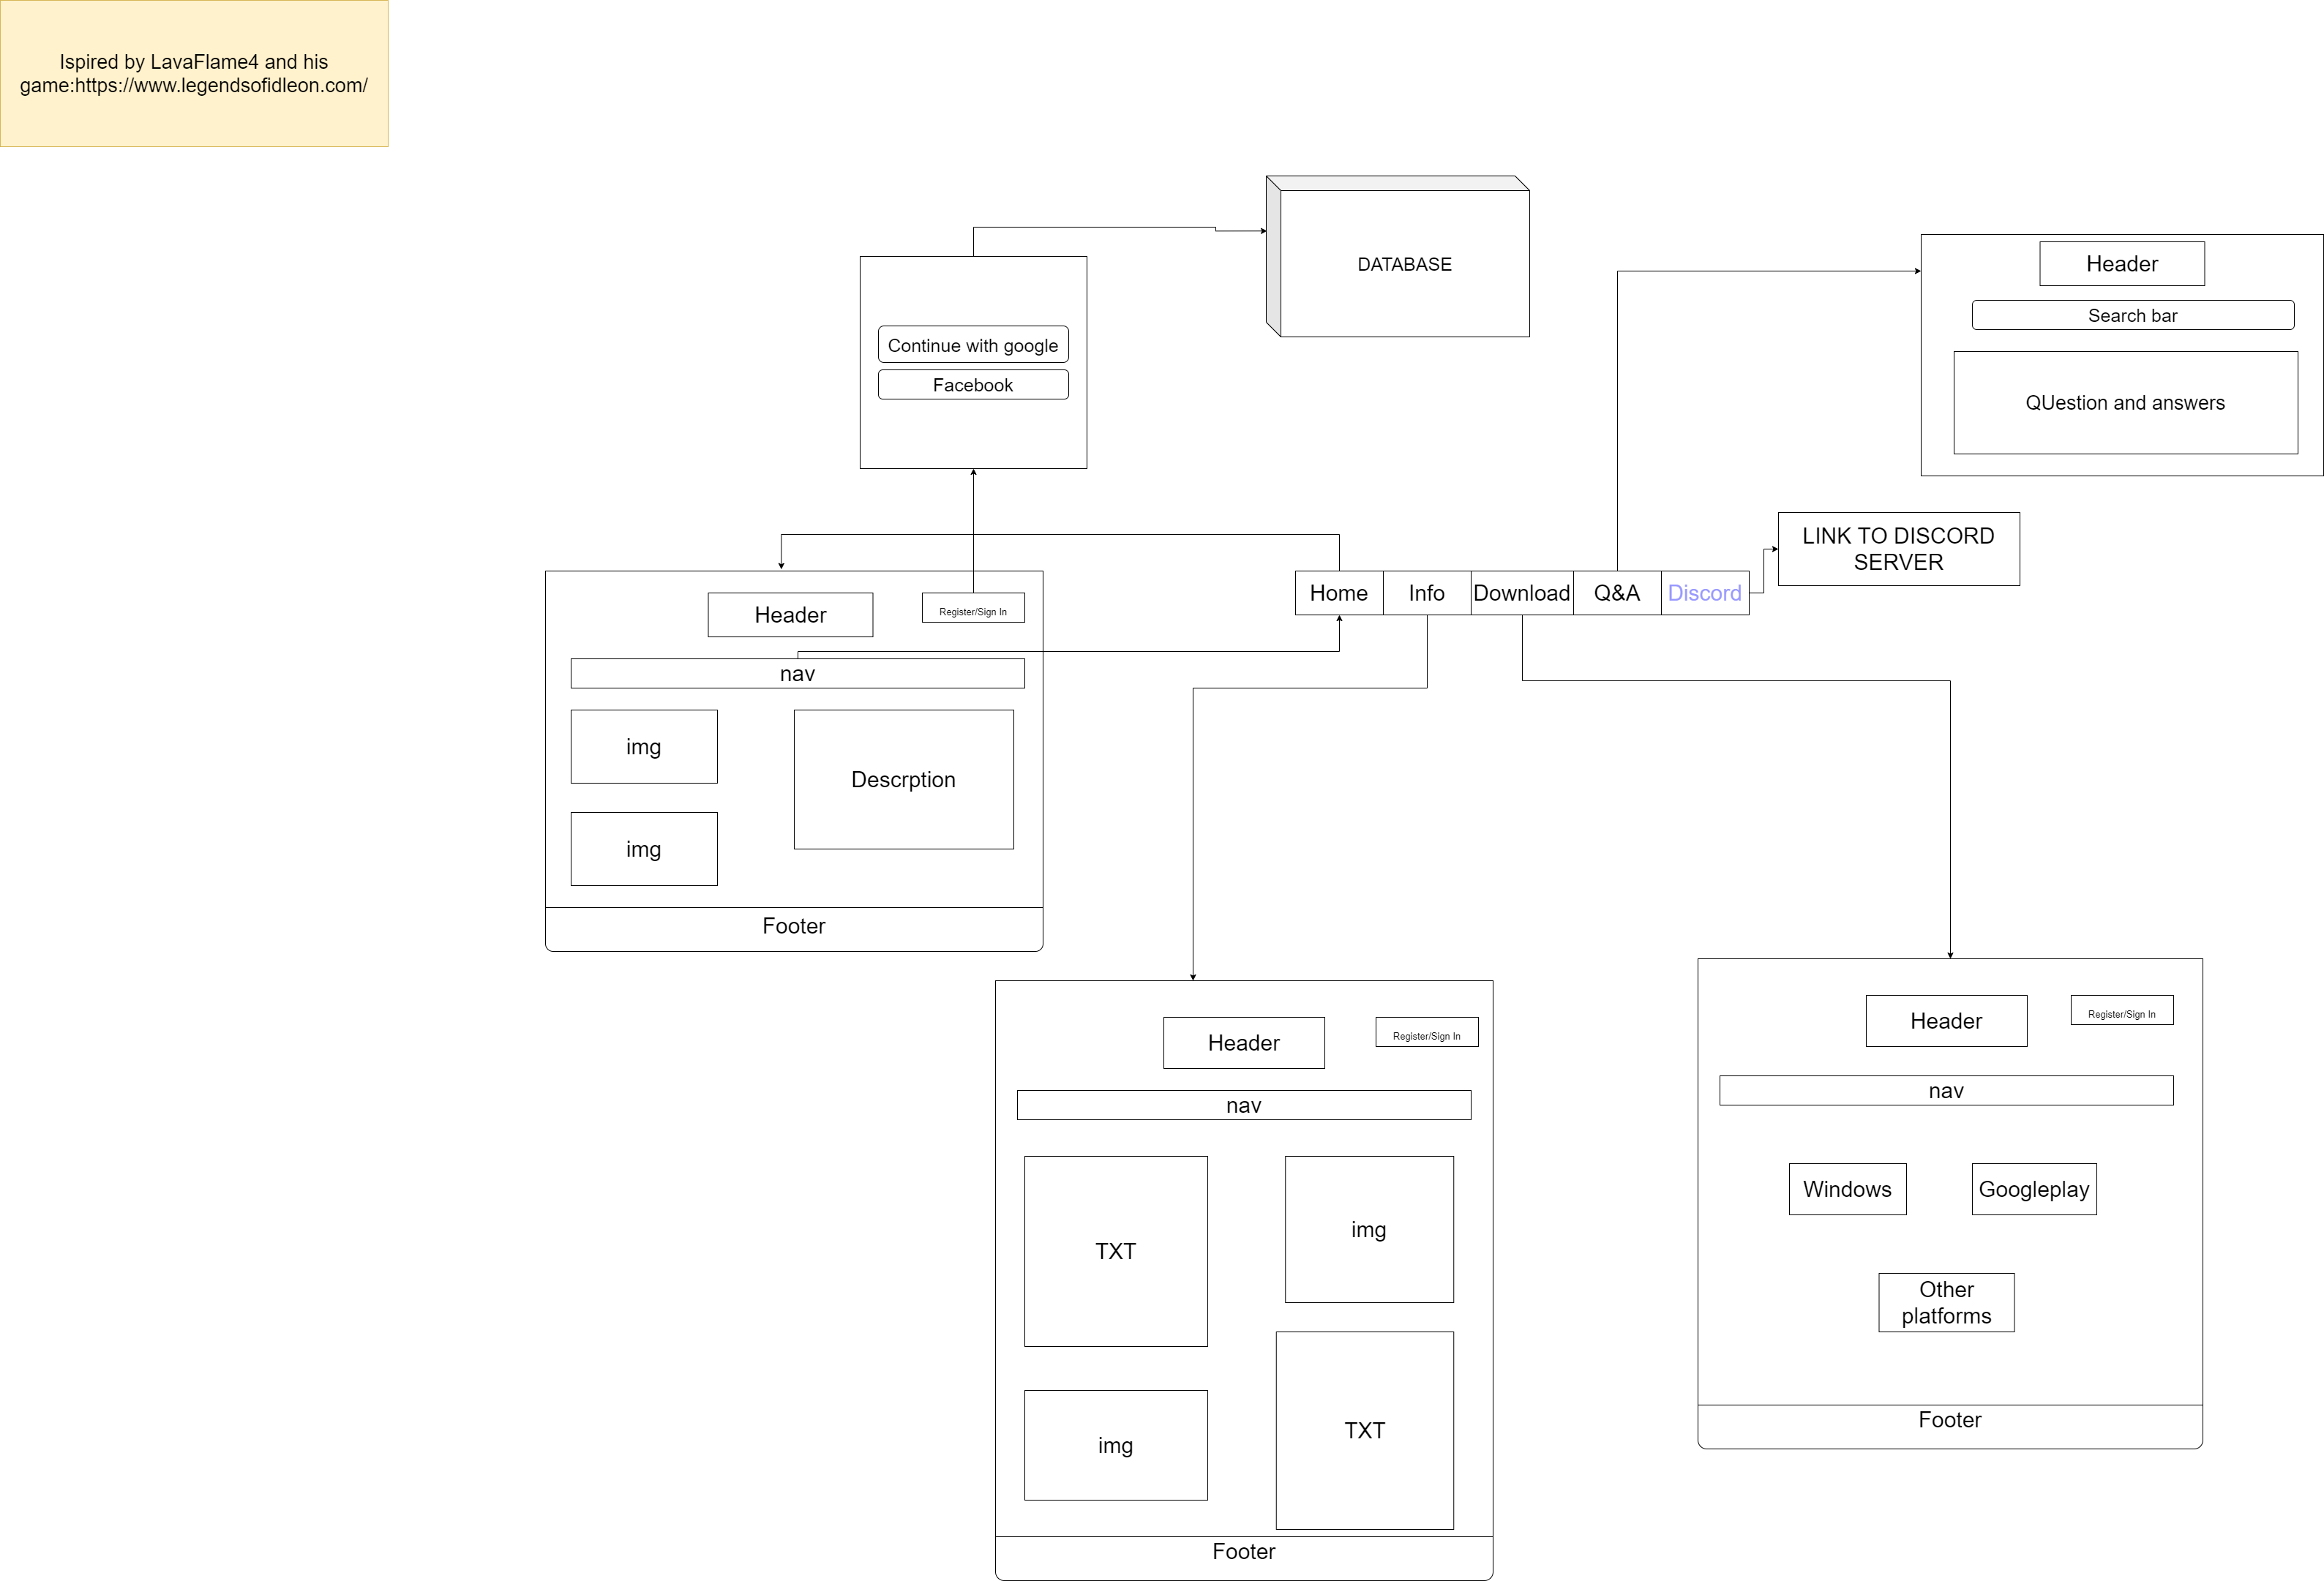 Ispired by LavaFlame4 and his
game:https://www.legendsofidleon.com/
DATABASE
Continue with google
Facebook
Header
Search bar
QUestion and answers
LINK TO DISCORD
SERVER
Home
Info
Download
Q&A
Discord
Header
Register/Sign In
nav
img
Descrption
img
Footer
Header
Register/Sign In
nav
TXT
img
img
TXT
Footer
Header
Register/Sign In
nav
Windows
Googleplay
Other
platforms
Footer